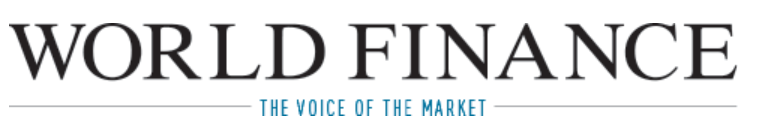 WORLD FINANCE
THE VOICE OF THE MARKET